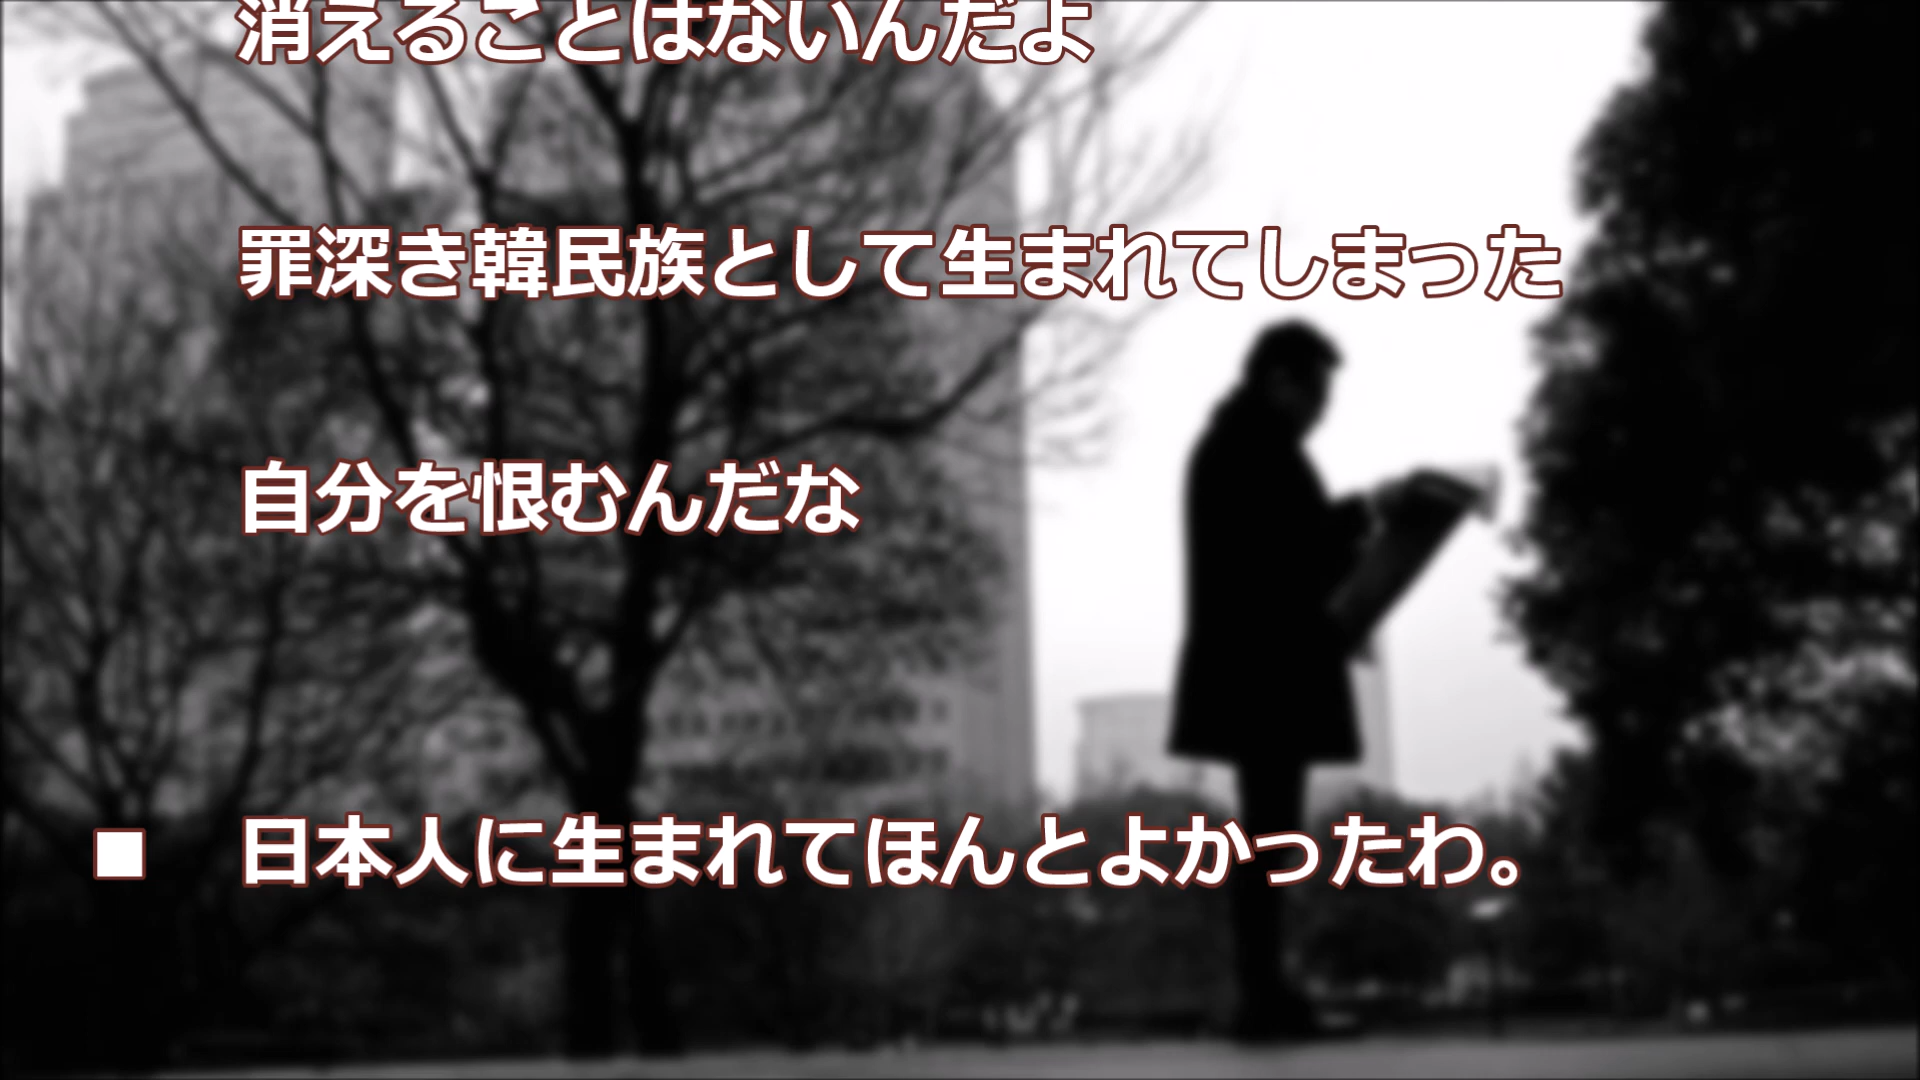 消えることはないんだよ
罪深き韓民族として生まれてしまった
自分を恨むんだな
■ 日本人に生まれてほんとよかったわ。